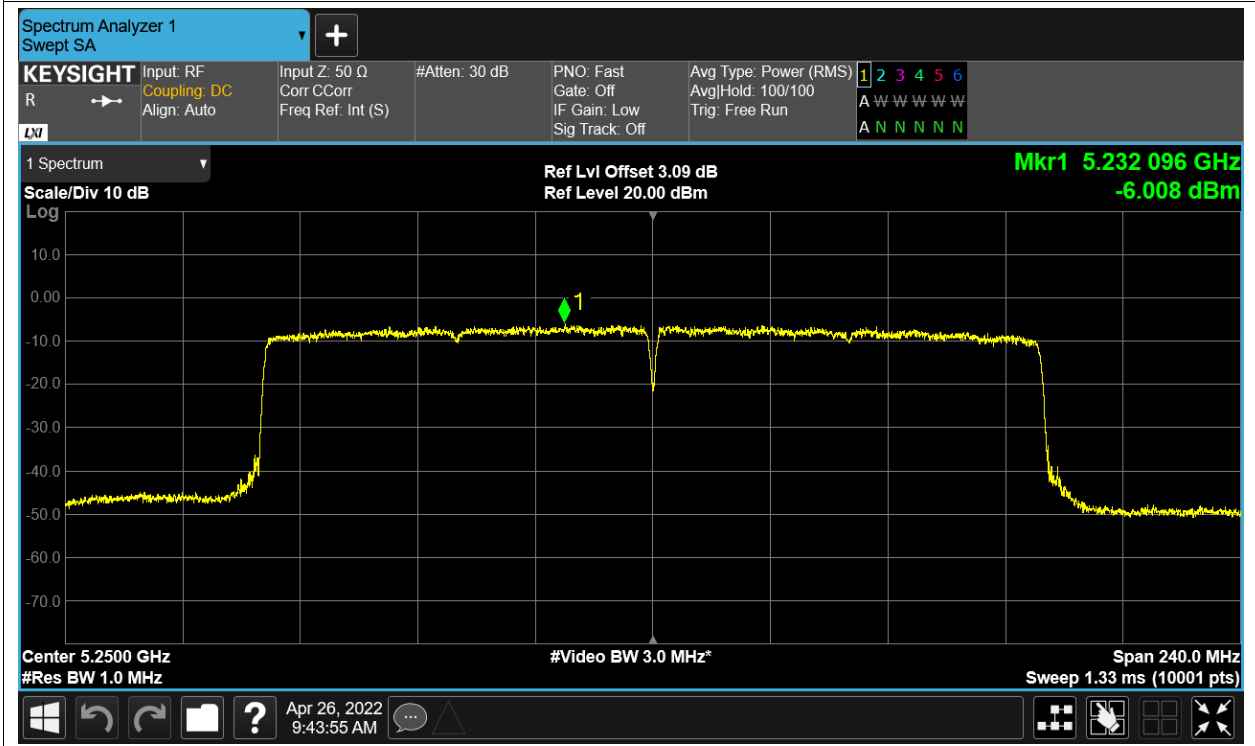 Spectrum Analyzer 1
Swept SA
+
KEYSIGHT
R
LXI
Input: RF
Coupling: DC
Align: Auto
Input Z: 50 Ω
Corr CCorr
Freq Ref: Int (S)
#Atten: 30 dB
PNO: Fast
Gate: Off
IF Gain: Low
Sig Track: Off
Avg Type: Power (RMS)
Avg|Hold: 100/100
Trig: Free Run
1 2 3 4 5 6
A W W W W W
A N N N N N
1 Spectrum
Scale/Div 10 dB
Log
Ref Lvl Offset 3.09 dB
Ref Level 20.00 dBm
Mkr1 5.232 096 GHz
-6.008 dBm
10.0
0.00
-10.0
-20.0
-30.0
-40.0
-50.0
-60.0
-70.0
1
Center 5.2500 GHz
#Res BW 1.0 MHz
#Video BW 3.0 MHz*
Span 240.0 MHz
Sweep 1.33 ms (10001 pts)
?
Apr 26, 2022
9:43:55 AM